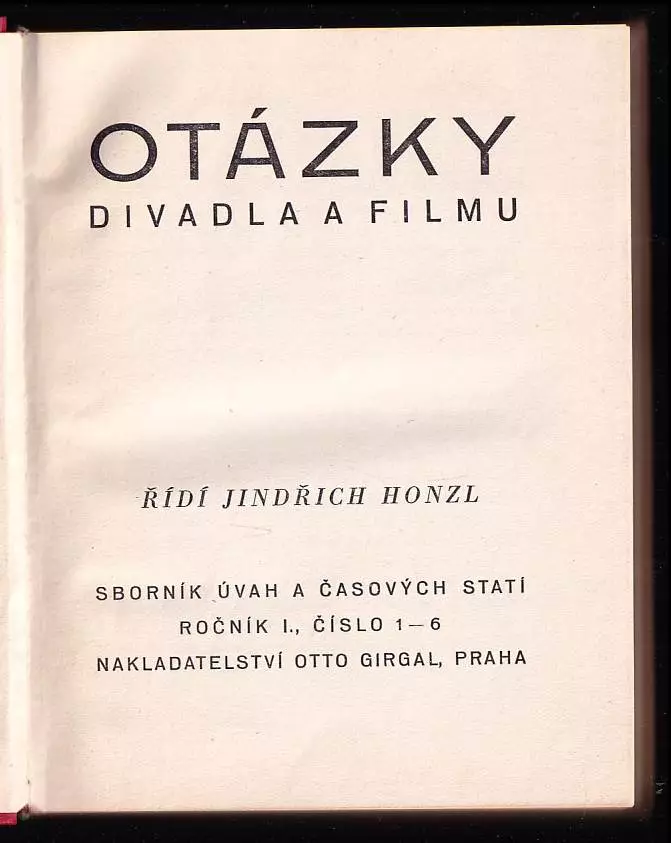 OTÁZKY
DIVADLA A FILMU
ŘÍDÍ JINDŘICH HONZL
SBORNÍK ÚVAH A ČASOVÝCH STATÍ
ROČNÍK I., ČÍSLO 1—6
NAKLADATELSTVÍ OTTO GIRGAL, PRAHA